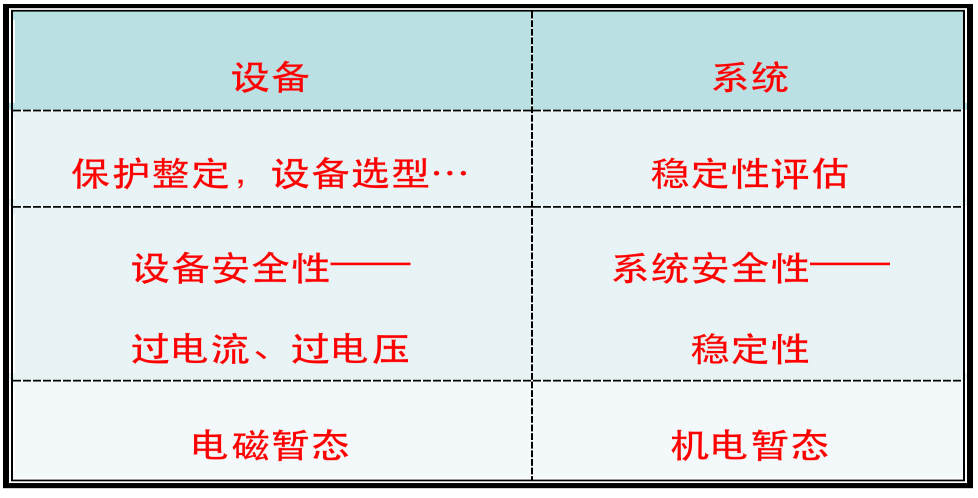 设备
系统
保护整定，设备选型…
稳定性评估
设备安全性——
过电流、过电压
系统安全性——
稳定性
电磁暂态
机电暂态